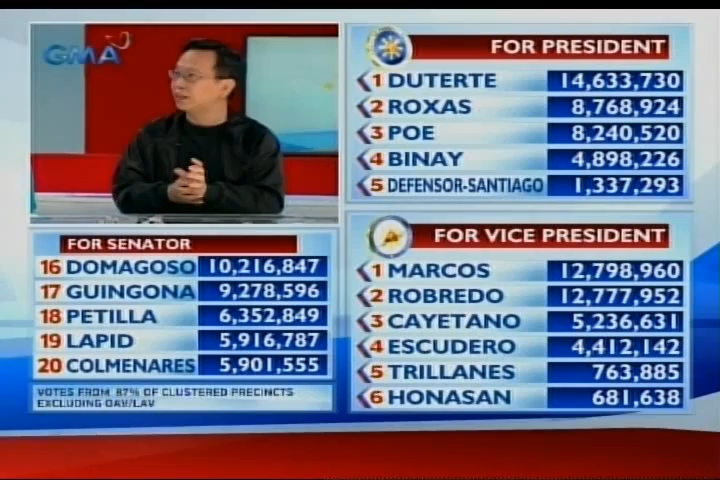 GMA
FOR PRESIDENT
1 DUTERTE 14,633,730
2 ROXAS 8,768,924
3 POE 8,240,520
4 BINAY 4,898,226
5 DEFENSOR-SANTIAGO 1,337,293
FOR SENATOR
16 DOMAGOSO 10,216,847
17 GUINGONA 9,278,596
18 PETILLA 6,352,849
19 LAPID 5,916,787
20 COLMENARES 5,901,555
VOTES FROM 87% OF CLUSTERED PRECINCTS
EXCLUDING OAV/LAV
FOR VICE PRESIDENT
1 MARCOS 12,798,960
2 ROBREDO 12,777,952
3 CAYETANO 5,236,631
4 ESCUDERO 4,412,142
5 TRILLANES 763,885
6 HONASAN 681,638